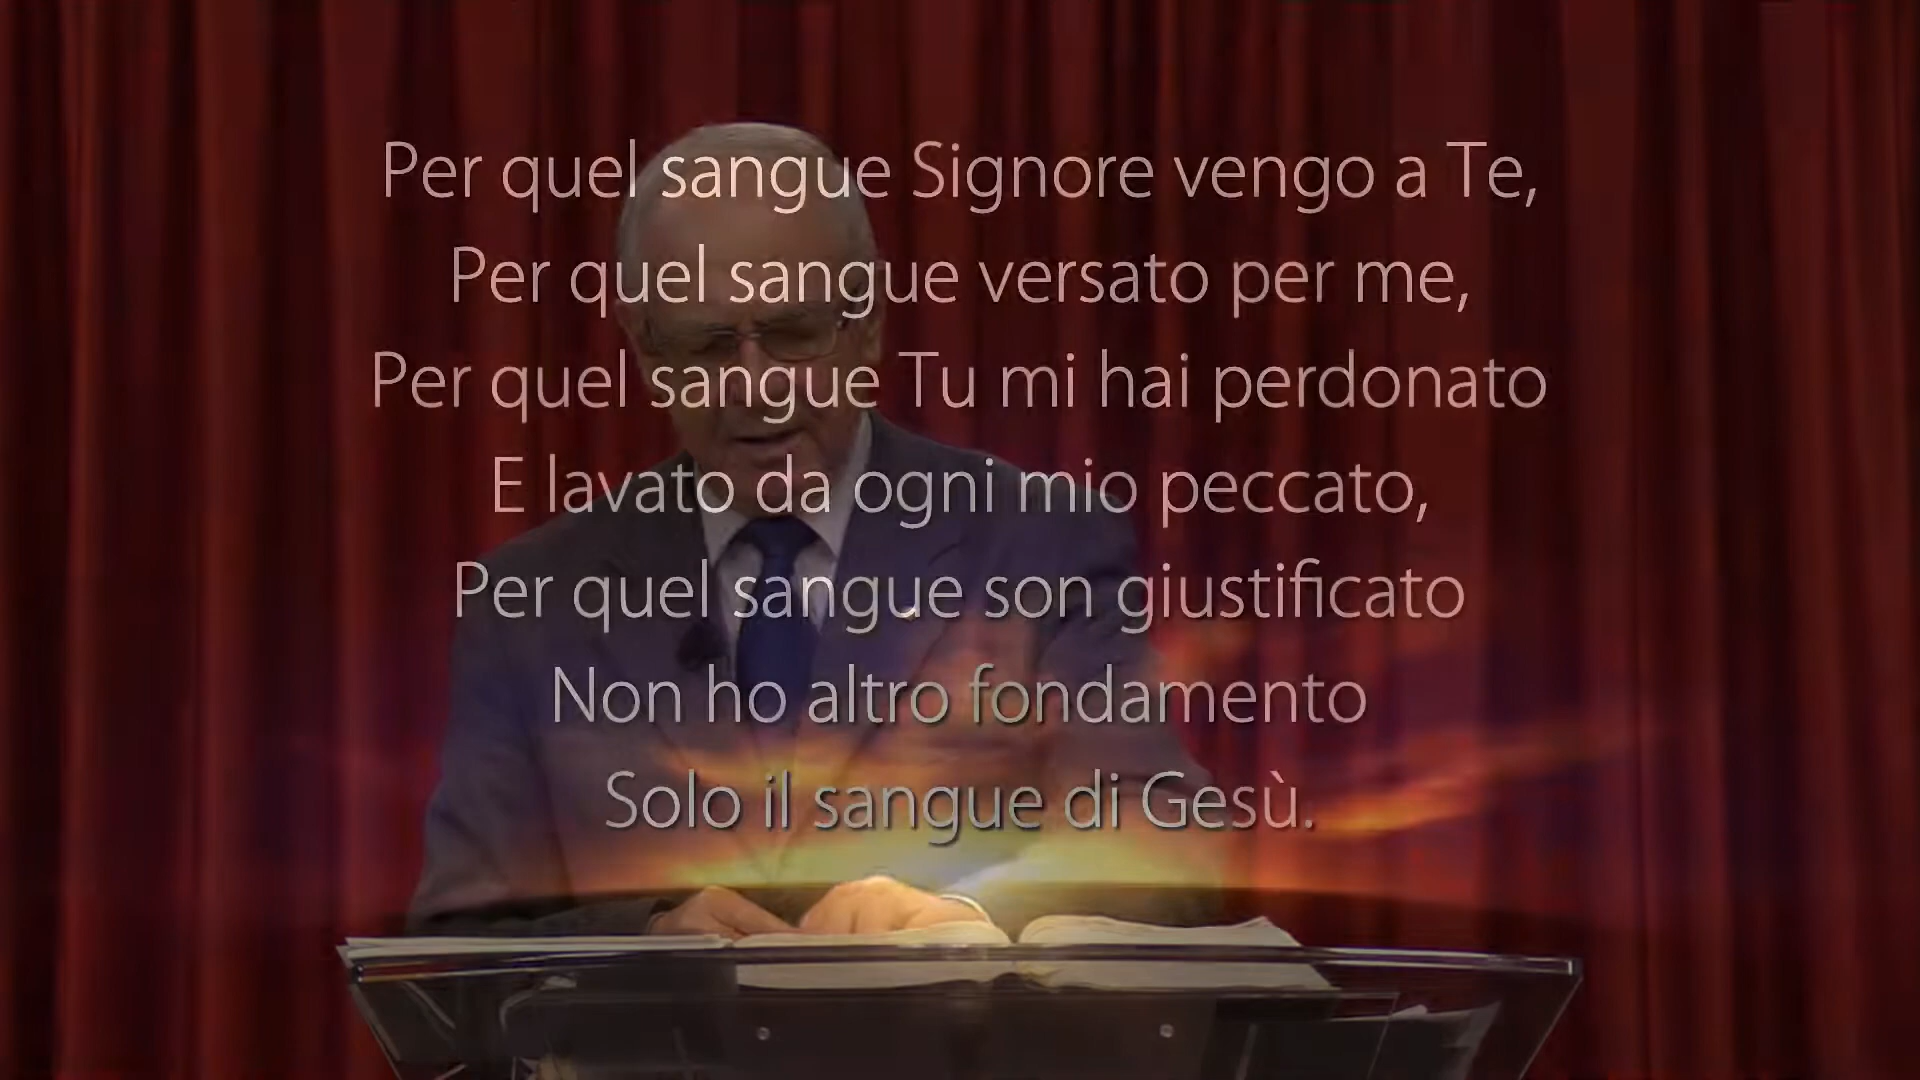 Per quel sangue Signore vengo a Te,
Per quel sangue versato per me,
Per quel sangue Tu mi hai perdonato
E lavato da ogni mio peccato,
Per quel sangue son giustificato
Non ho altro fondamento
Solo il sangue di Gesù.